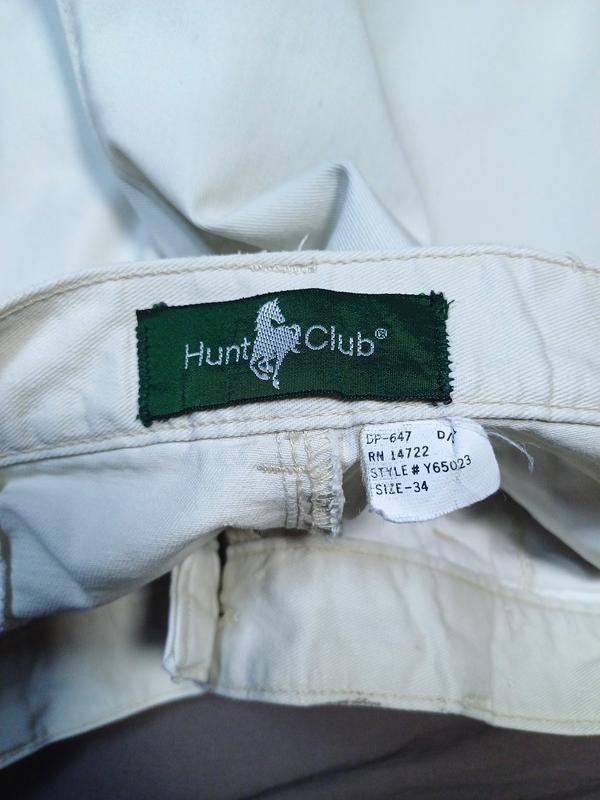 Hunt Club®
DP-647 D/
RN 14722
STYLE# Y65023
SIZE-34